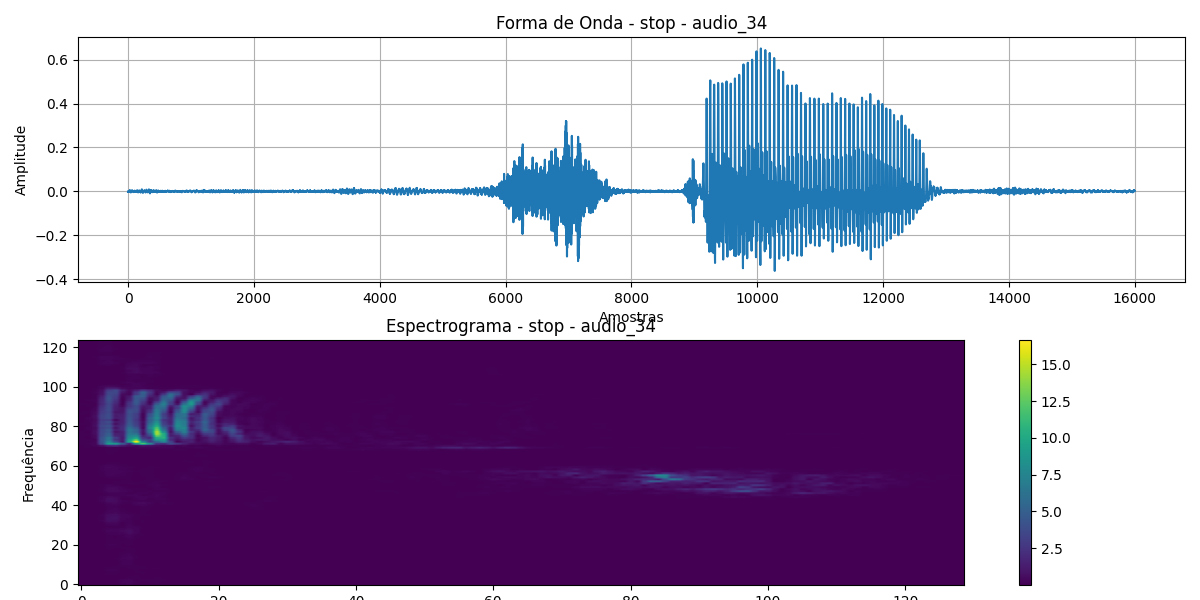 Forma de Onda - stop - audio_34
Amplitude
0.6
0.4
0.2
0.0
−0.2
−0.4
0 2000 4000 6000 8000 10000 12000 14000 16000
Amostras
Espectrograma - stop - audio_34
Frequência
120
100
80
60
40
20
0
0 20 40 60 80 100 120
15.0
12.5
10.0
7.5
5.0
2.5